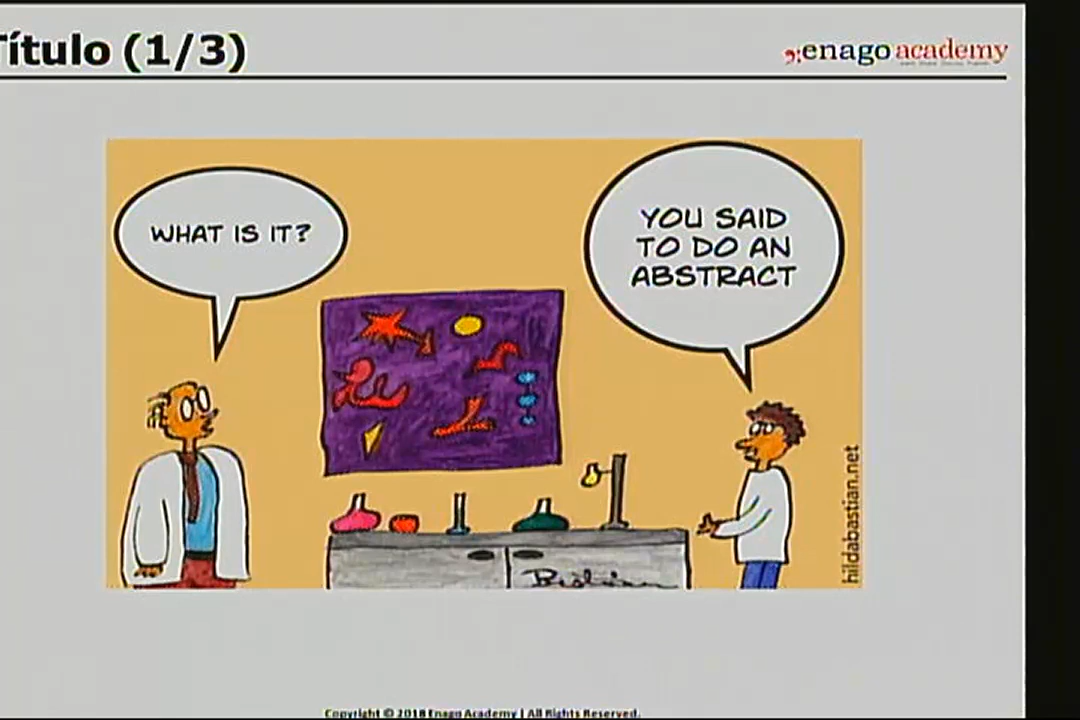 Título (1/3)
enago academy
WHAT IS IT?
YOU SAID
TO DO AN
ABSTRACT
hildabastian.net
Copyright © 2018 Enago Academy | All Rights Reserved.